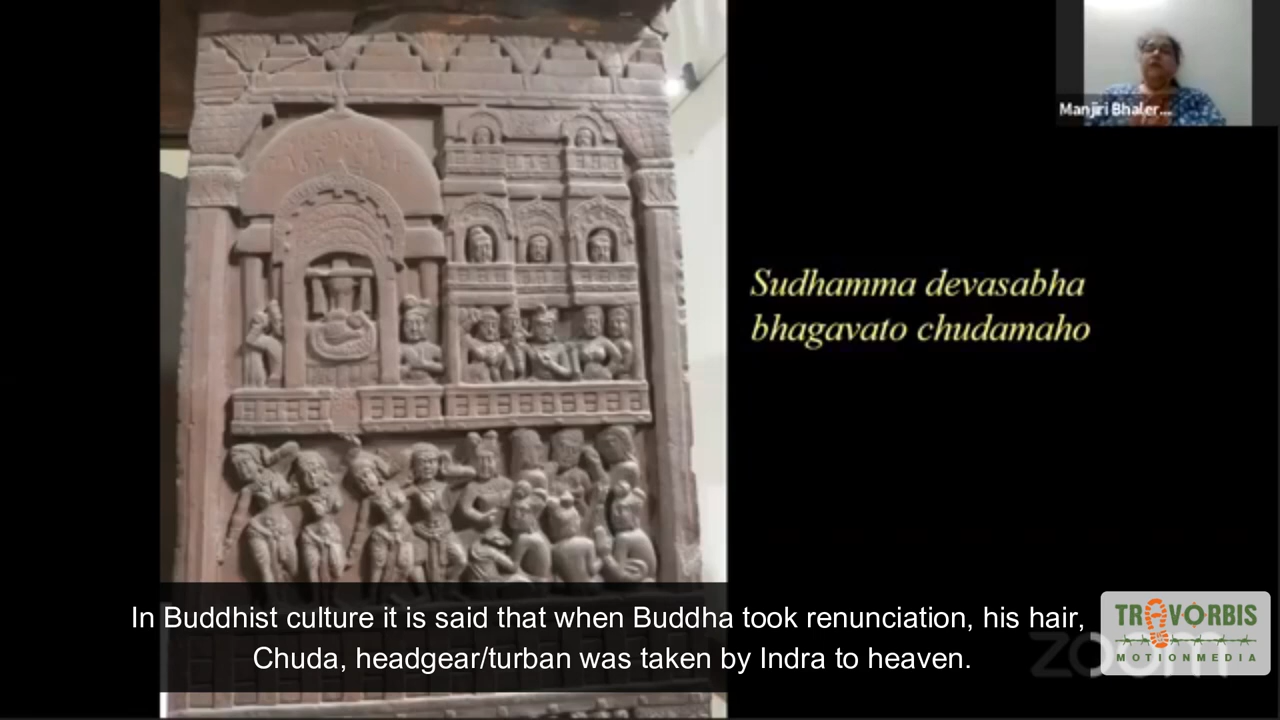 Manjiri Bhaler...
Sudhamma devasabha
bhagavato chudamaho
In Buddhist culture it is said that when Buddha took renunciation, his hair,
Chuda, headgear/turban was taken by Indra to heaven.
zoom
TRAVORBIS
MOTIONMEDIA